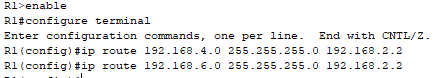 R1>enable
R1#configure terminal
Enter configuration commands, one per line.  End with CNTL/Z.
R1(config)#ip route 192.168.4.0 255.255.255.0 192.168.2.2
R1(config)#ip route 192.168.6.0 255.255.255.0 192.168.2.2